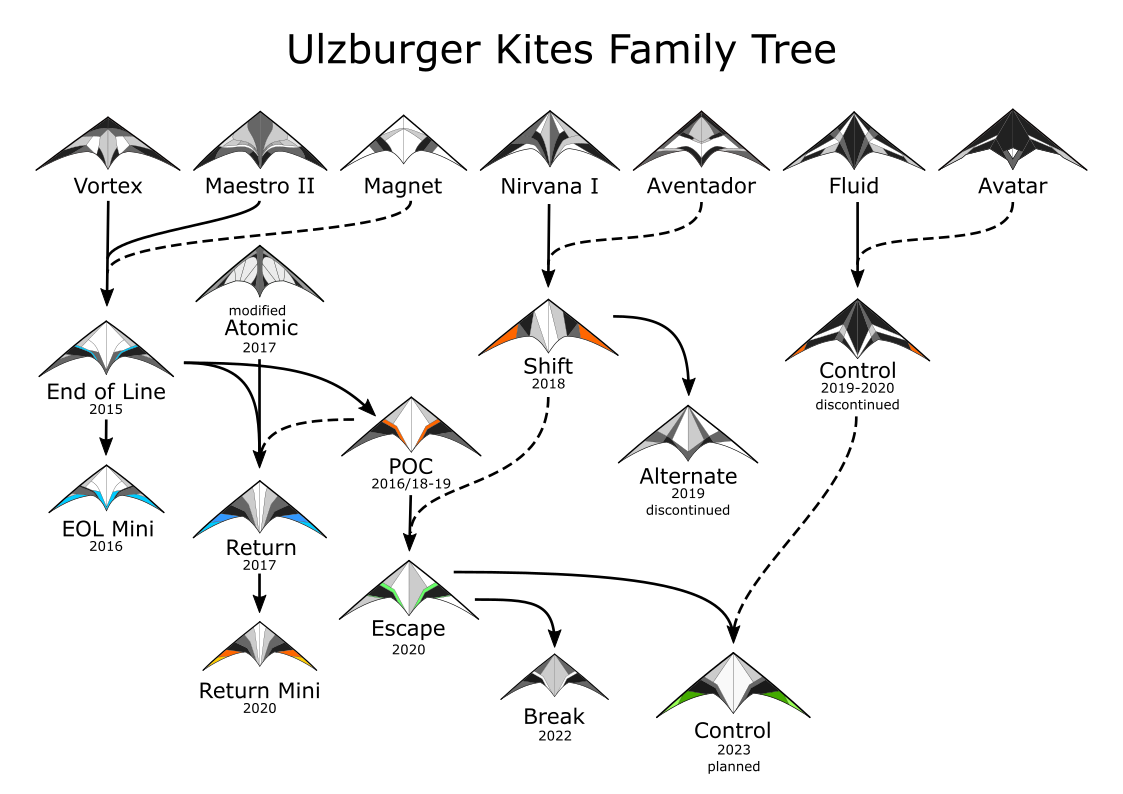 Ulzburger Kites Family Tree
Vortex
Maestro II
Magnet
Nirvana I
Aventador
Fluid
Avatar
modified
Atomic
2017
End of Line
2015
Shift
2018
Control
2019-2020
discontinued
POC
2016/18-19
Alternate
2019
discontinued
EOL Mini
2016
Return
2017
Escape
2020
Return Mini
2020
Break
2022
Control
2023
planned